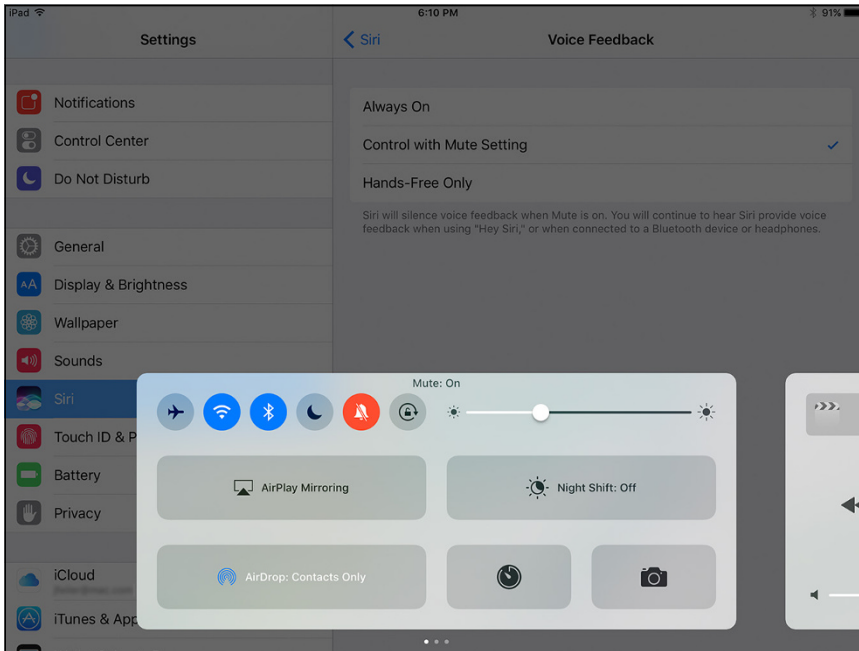 iPad 6:10 PM 91%
Settings
Siri Voice Feedback
Notifications
Control Center
Do Not Disturb
General
AA Display & Brightness
Wallpaper
Sounds
Siri
Touch ID & P
Battery
Privacy
iCloud
iTunes & App
Always On
Control with Mute Setting
Hands-Free Only
Siri will silence voice feedback when Mute is on. You will continue to hear Siri provide voice
feedback when using "Hey Siri," or when connected to a Bluetooth device or headphones.
Mute: On
AirPlay Mirroring
Night Shift: Off
AirDrop: Contacts Only